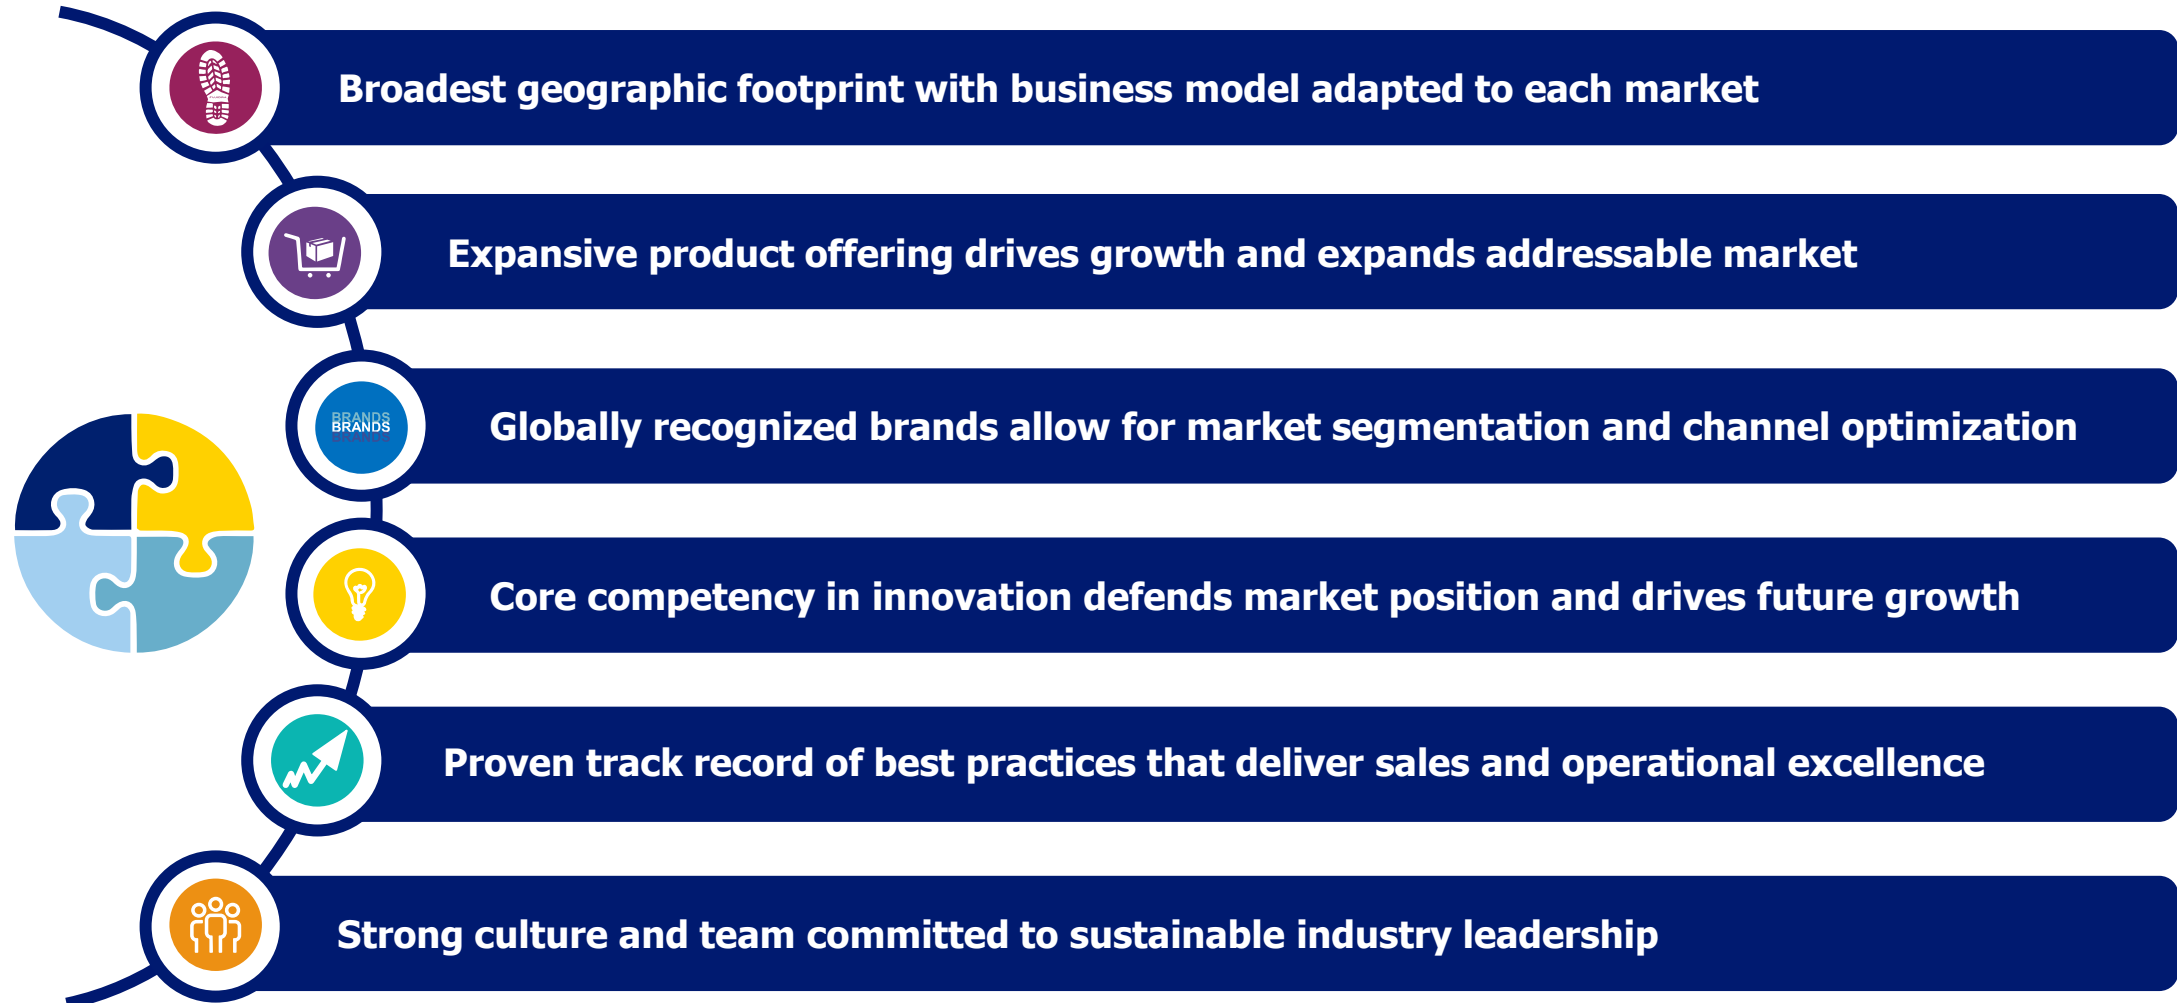 Broadest geographic footprint with business model adapted to each market
Expansive product offering drives growth and expands addressable market
BRANDS
BRANDS
BRANDS
Globally recognized brands allow for market segmentation and channel optimization
Core competency in innovation defends market position and drives future growth
Proven track record of best practices that deliver sales and operational excellence
Strong culture and team committed to sustainable industry leadership